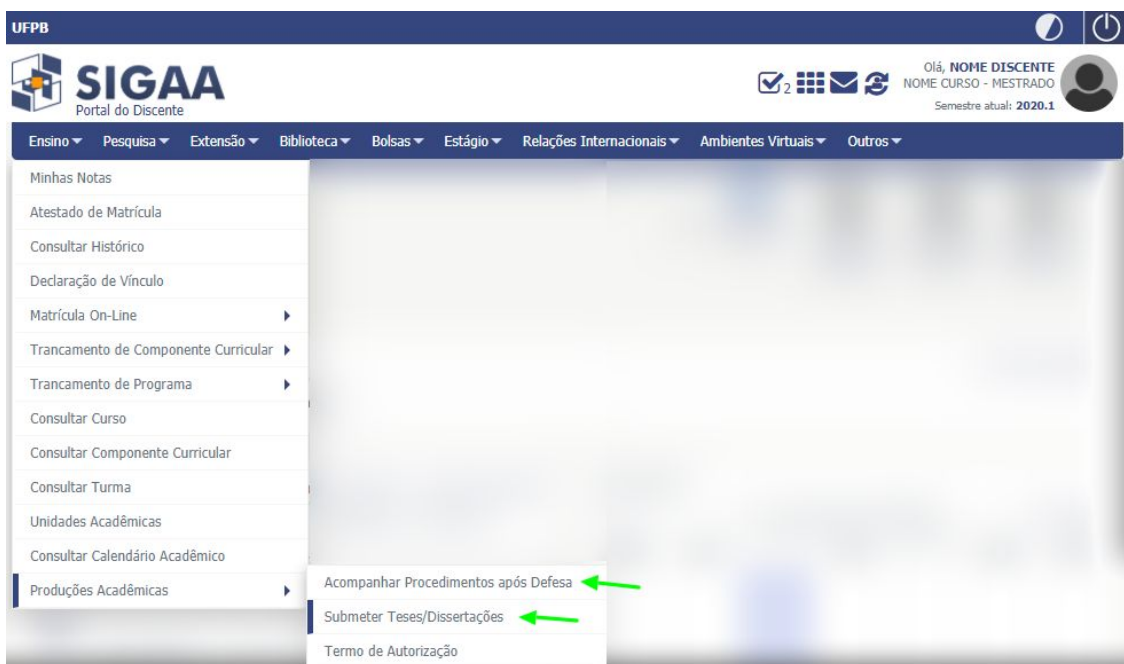 UFPB
SIGAA
Portal do Discente
2
Olá, NOME DISCENTE
NOME CURSO - MESTRADO
Semestre atual: 2020.1
Ensino Pesquisa Extensão Biblioteca Bolsas Estágio Relações Internacionais Ambientes Virtuais Outros
Minhas Notas
Atestado de Matrícula
Consultar Histórico
Declaração de Vínculo
Matrícula On-Line
Trancamento de Componente Curricular
Trancamento de Programa
Consultar Curso
Consultar Componente Curricular
Consultar Turma
Unidades Acadêmicas
Consultar Calendário Acadêmico
Produções Acadêmicas
Acompanhar Procedimentos após Defesa
Submeter Teses/Dissertações
Termo de Autorização